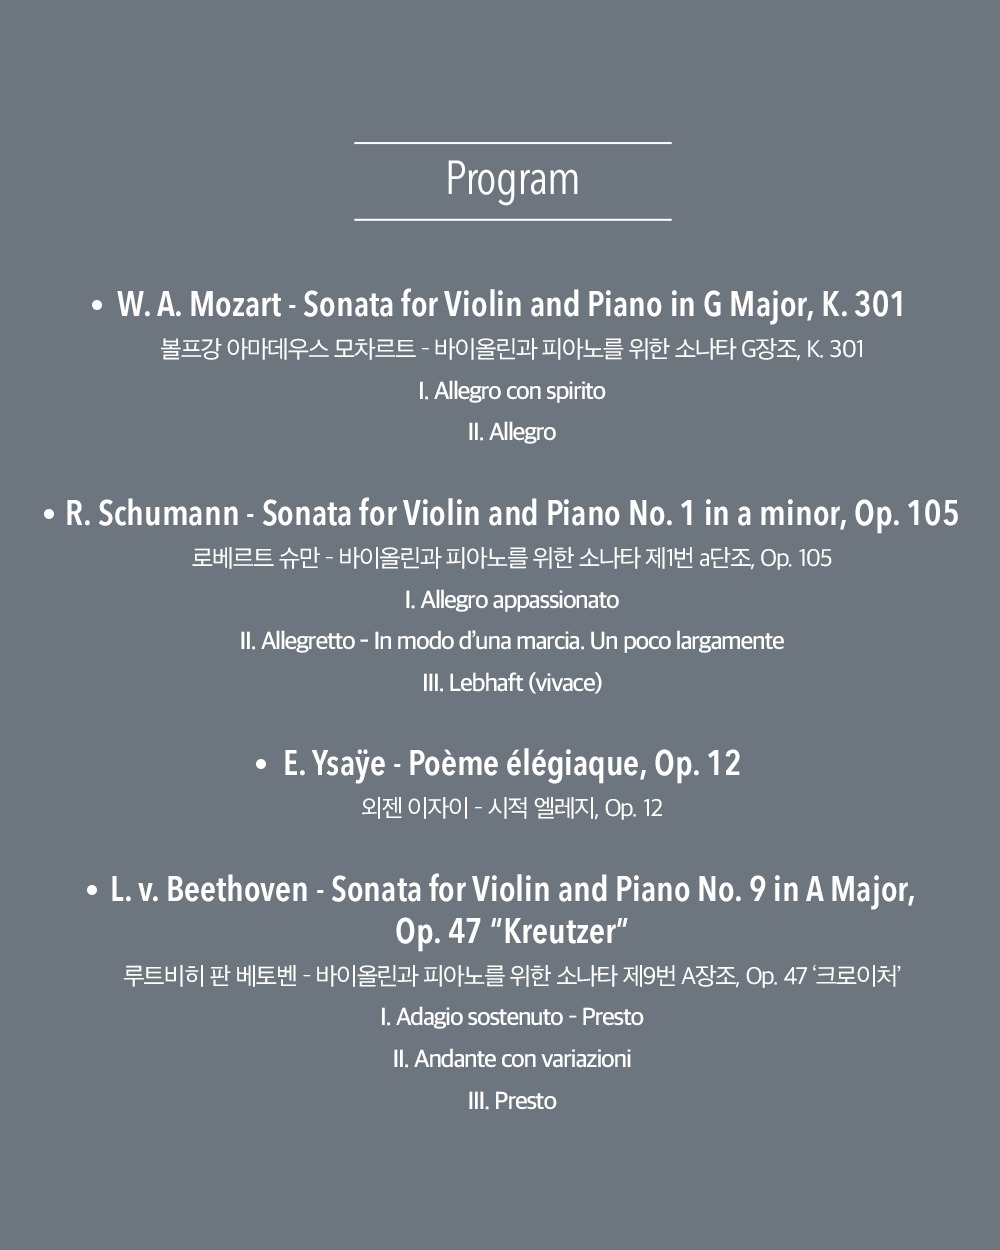 Program
• W. A. Mozart - Sonata for Violin and Piano in G Major, K. 301
볼프강 아마데우스 모차르트 - 바이올린과 피아노를 위한 소나타 G장조, K. 301
I. Allegro con spirito
II. Allegro
• R. Schumann - Sonata for Violin and Piano No. 1 in a minor, Op. 105
로베르트 슈만 - 바이올린과 피아노를 위한 소나타 제1번 a단조, Op. 105
I. Allegro appassionato
II. Allegretto - In modo d’una marcia. Un poco largamente
III. Lebhaft (vivace)
• E. Ysaÿe - Poème élégiaque, Op. 12
외젠 이자이 - 시적 엘레지, Op. 12
• L. v. Beethoven - Sonata for Violin and Piano No. 9 in A Major,
Op. 47 “Kreutzer”
루트비히 판 베토벤 - 바이올린과 피아노를 위한 소나타 제9번 A장조, Op. 47 ‘크로이처’
I. Adagio sostenuto - Presto
II. Andante con variazioni
III. Presto